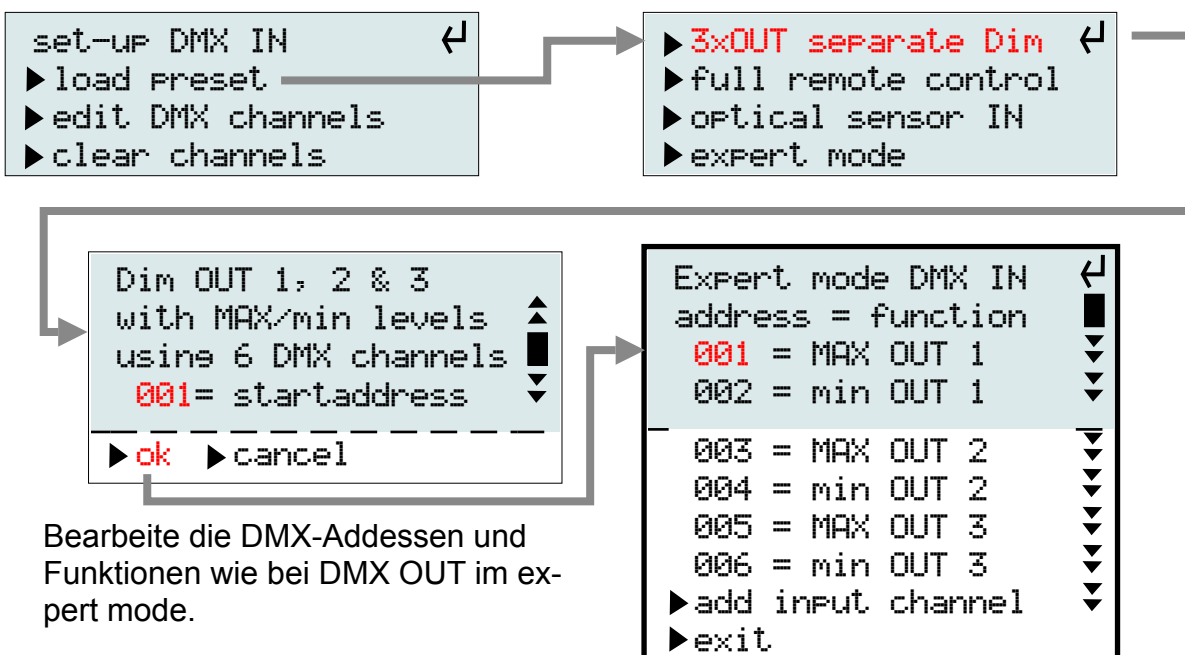 set-up DMX IN
load preset
edit DMX channels
clear channels
3xOUT separate Dim
full remote control
optical sensor IN
expert mode
Dim OUT 1, 2 & 3
with MAX/min levels
using 6 DMX channels
001= startaddress
ok cancel
Expert mode DMX IN
address = function
001 = MAX OUT 1
002 = min OUT 1
003 = MAX OUT 2
004 = min OUT 2
005 = MAX OUT 3
006 = min OUT 3
add input channel
exit
Bearbeite die DMX-Addessen und
Funktionen wie bei DMX OUT im ex-
pert mode.